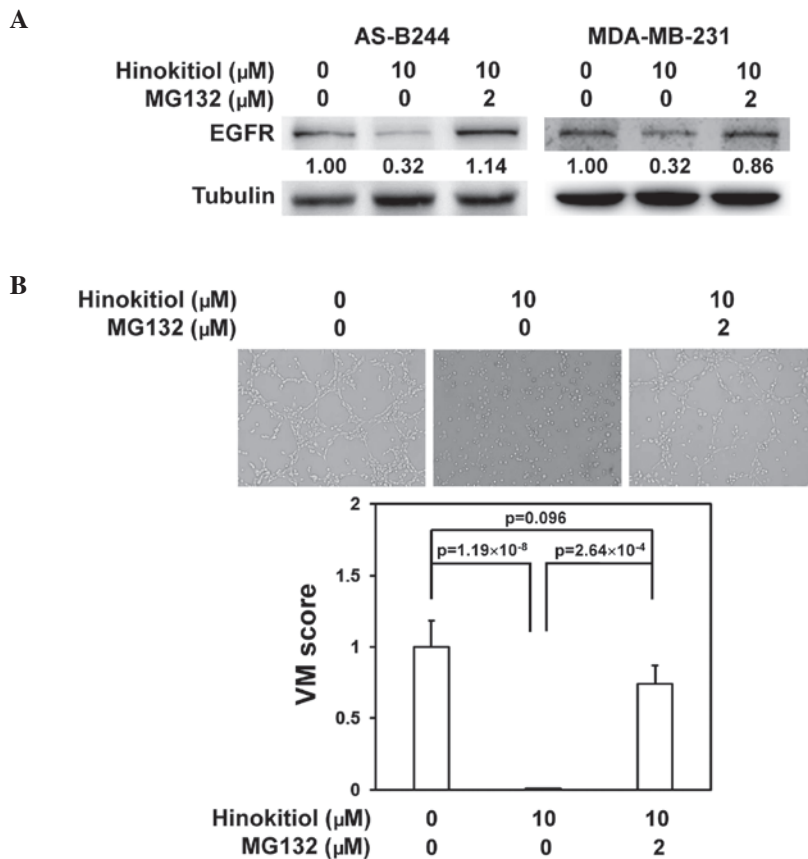 A
AS-B244 MDA-MB-231
Hinokitiol (µM) 0 10 10 0 10 10
MG132 (µM) 0 0 2 0 0 2
EGFR
1.00 0.32 1.14 1.00 0.32 0.86
Tubulin
B
Hinokitiol (µM) 0 10 10
MG132 (µM) 0 0 2
2
p=0.096
p=1.19×10⁻⁸ p=2.64×10⁻⁴
1.5
1
0.5
0
VM score
Hinokitiol (µM) 0 10 10
MG132 (µM) 0 0 2